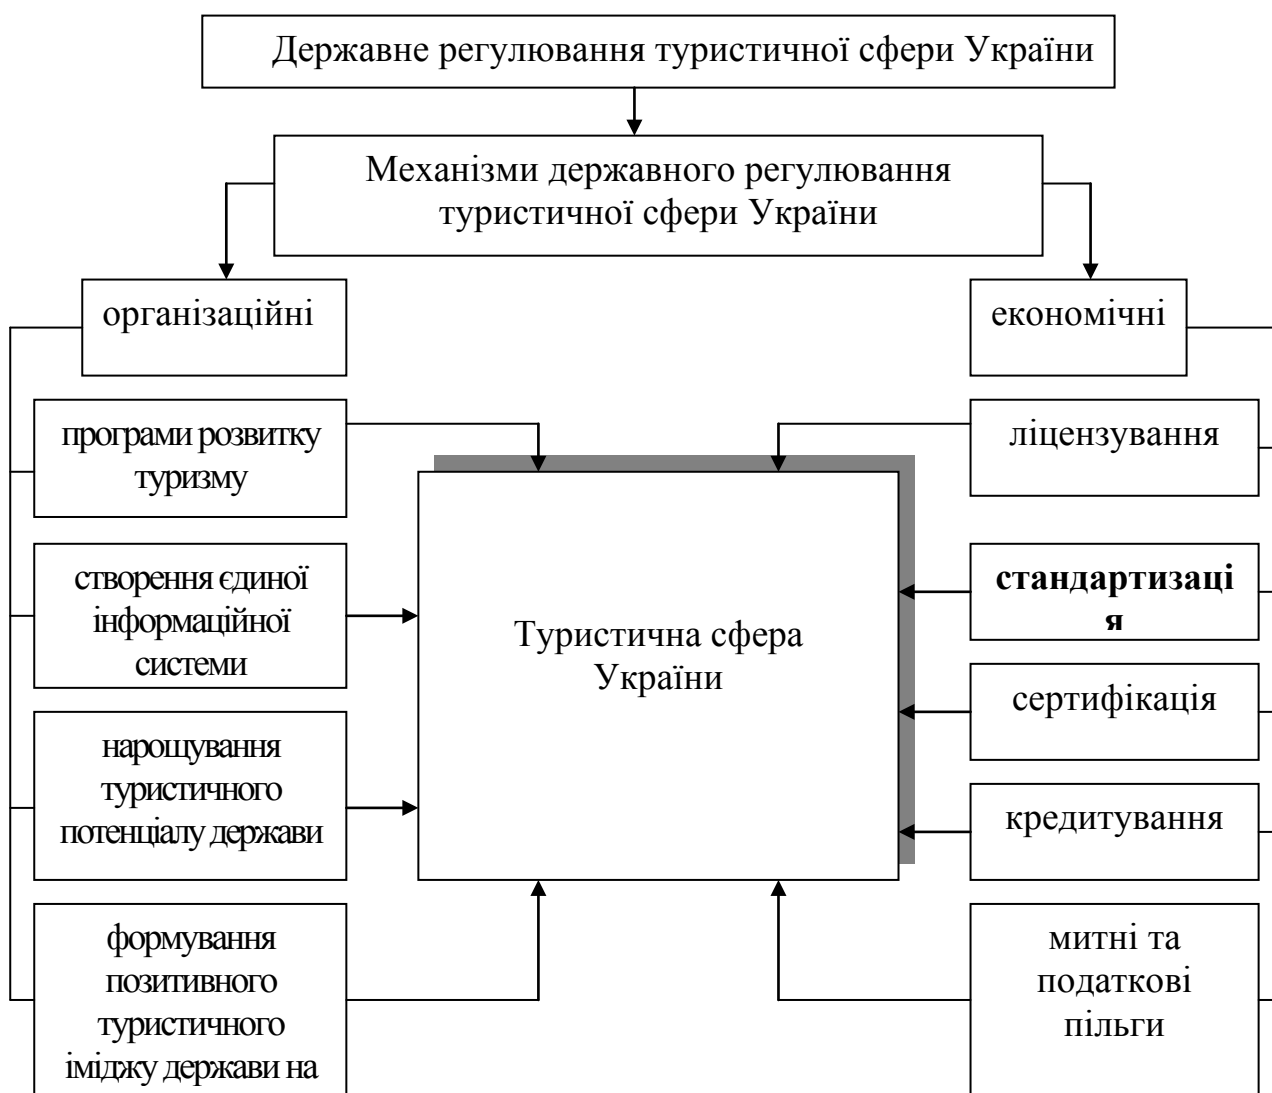 Державне регулювання туристичної сфери України
Механізми державного регулювання
туристичної сфери України
організаційні
економічні
програми розвитку
туризму
створення єдиної
інформаційної
системи
нарощування
туристичного
потенціалу держави
формування
позитивного
туристичного
іміджу держави на
Туристична сфера
України
ліцензування
стандартизаці
я
сертифікація
кредитування
митні та
податкові
пільги